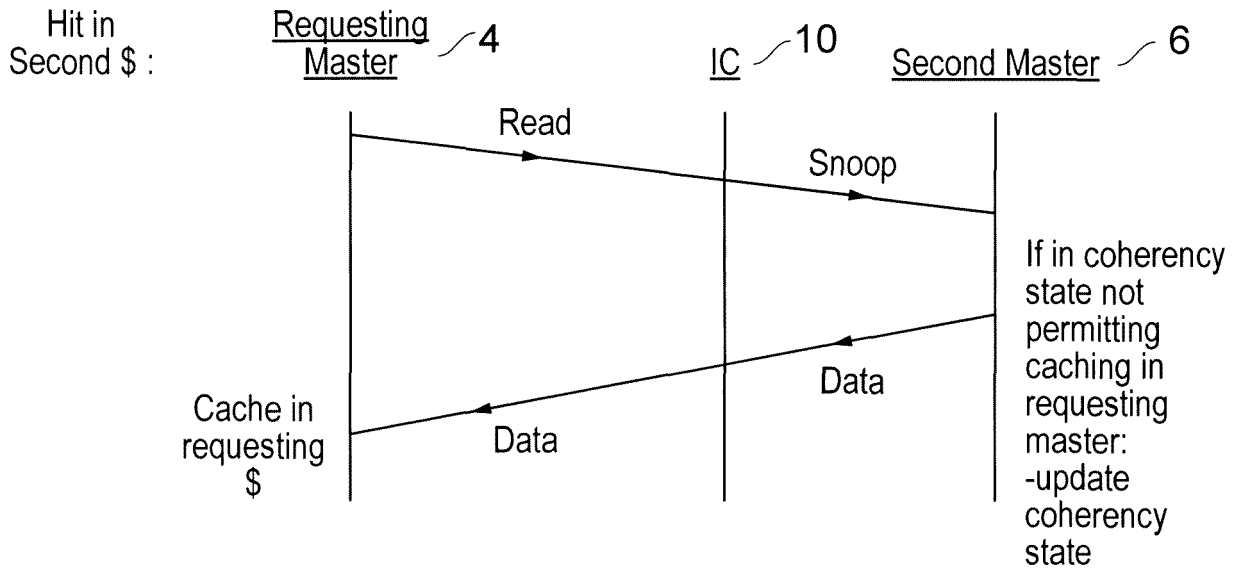 Hit in
Second $ :
Requesting
Master
4
IC
10
Second Master
6
Read
Snoop
If in coherency
state not
permitting
caching in
requesting
master:
-update
coherency
state
Data
Data
Cache in
requesting
$